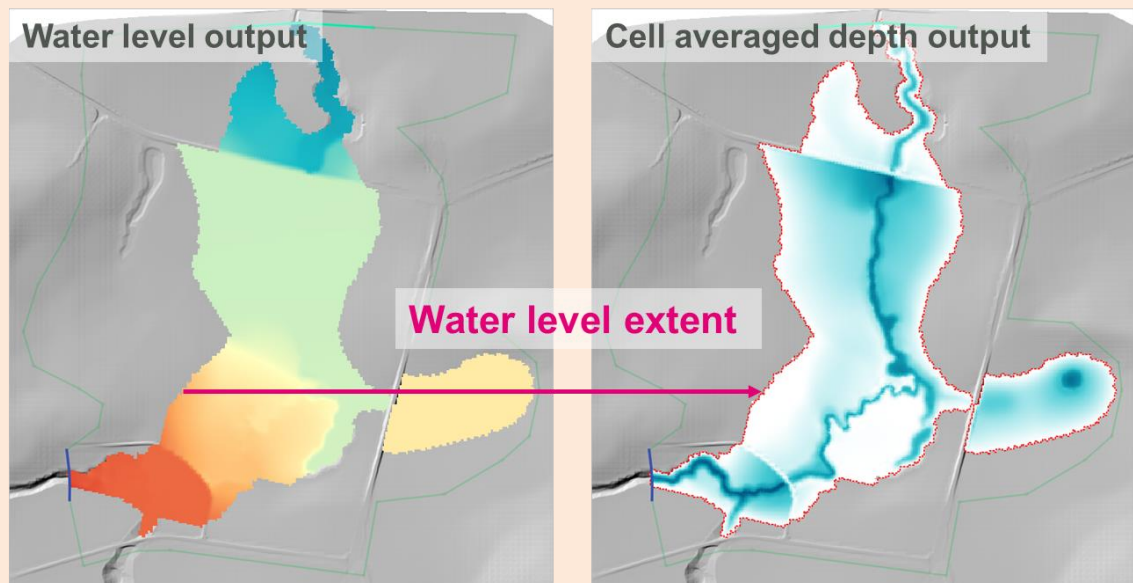 Water level output
Cell averaged depth output
Water level extent